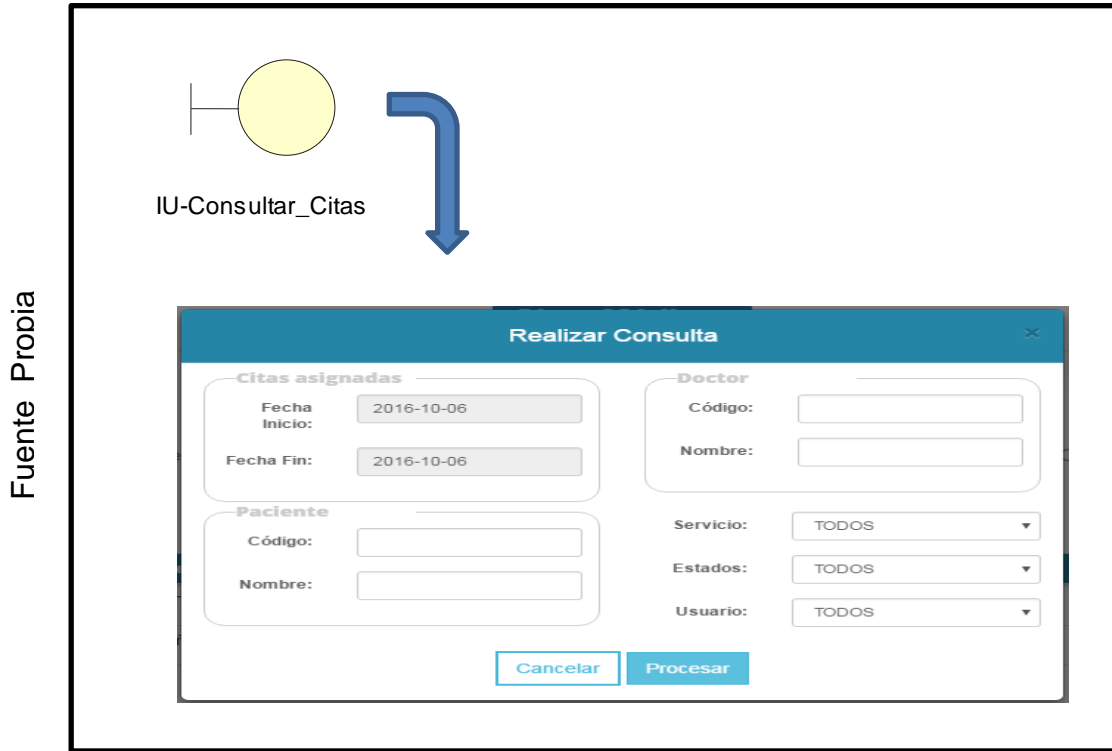 Fuente Propia
IU-Consultar_Citas
Realizar Consulta
×
Citas asignadas
Fecha
Inicio:
2016-10-06
Fecha Fin:
2016-10-06
Paciente
Código:
Nombre:
Doctor
Código:
Nombre:
Servicio:
TODOS
Estados:
TODOS
Usuario:
TODOS
Cancelar
Procesar